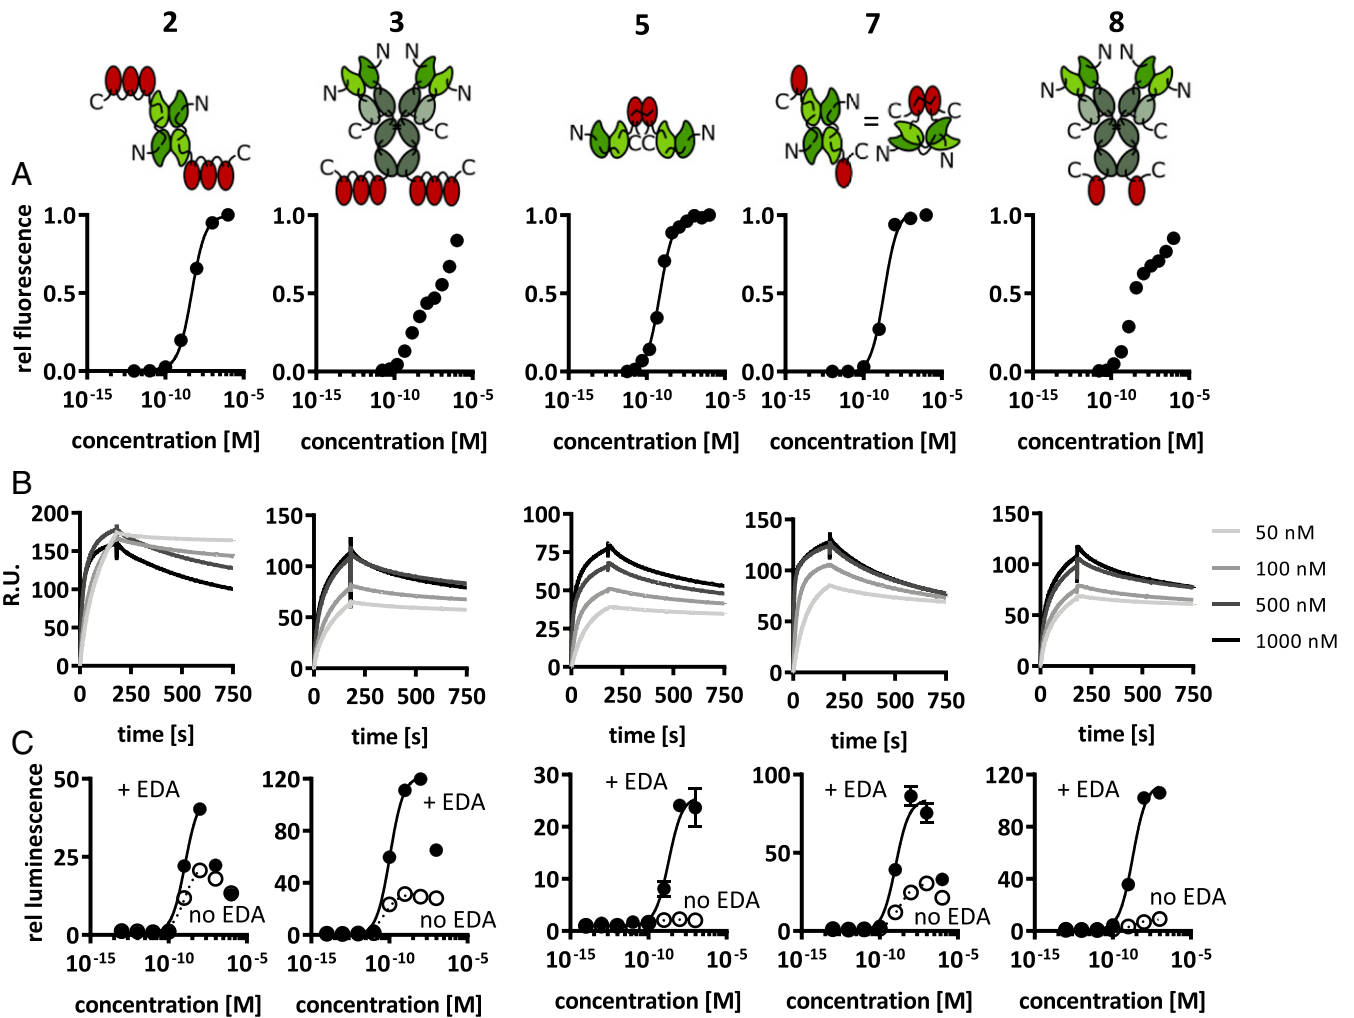 2 3 5 7 8
N N N
C N N N C C
N N N N
C N = N N
C C C C CC C C
N C N N
C C C C C C
A
rel fluorescence
1.0 1.0 1.0 1.0 1.0
0.5 0.5 0.5 0.5 0.5
0.0 0.0 0.0 0.0 0.0
10-15 10-10 10-5 10-15 10-10 10-5 10-15 10-10 10-5 10-15 10-10 10-5 10-15 10-10 10-5
concentration [M] concentration [M] concentration [M] concentration [M] concentration [M]
B
R.U.
200 150 100 50 0
150 100 50 0
100 75 50 25 0
150 100 50 0
150 100 50 0
50 nM
100 nM
500 nM
1000 nM
0 250 500 750 0 250 500 750 0 250 500 750 0 250 500 750 0 250 500 750
time [s] time [s] time [s] time [s] time [s]
C
rel luminescence
50 25 0
+ EDA
no EDA
120 80 40 0
+ EDA
no EDA
30 20 10 0
+ EDA
no EDA
100 50 0
+ EDA
no EDA
120 80 40 0
+ EDA
no EDA
10-15 10-10 10-5 10-15 10-10 10-5 10-15 10-10 10-5 10-15 10-10 10-5 10-15 10-10 10-5
concentration [M] concentration [M] concentration [M] concentration [M] concentration [M]